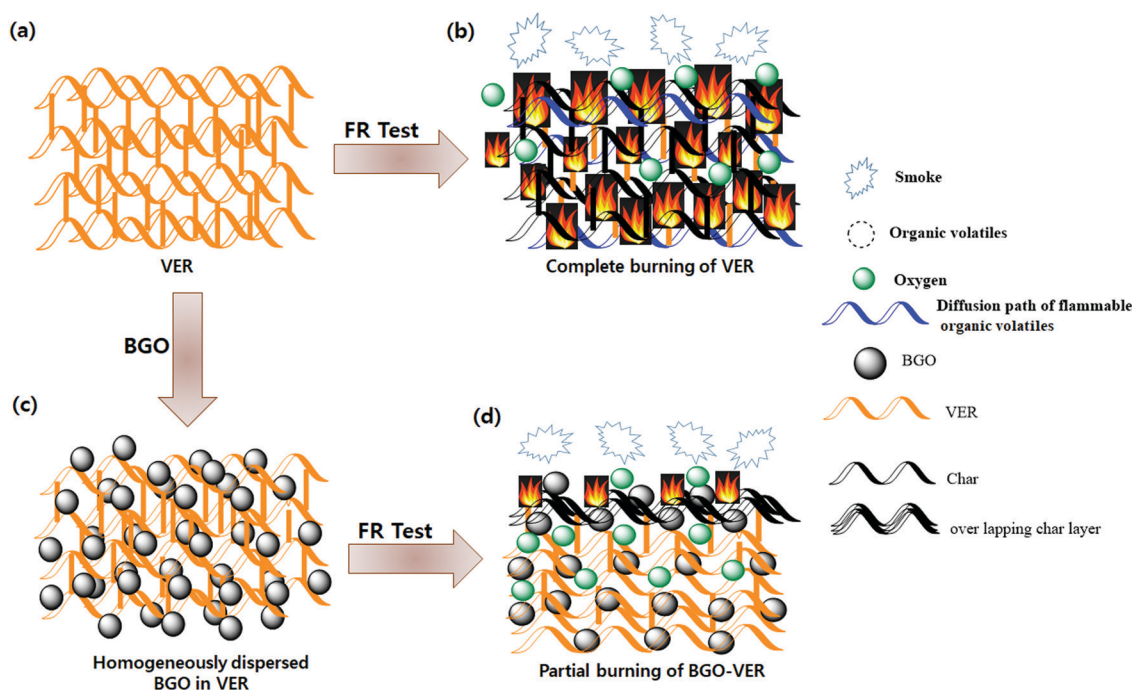 (a)
VER
FR Test
(b)
Complete burning of VER
BGO
(c)
Homogeneously dispersed
BGO in VER
FR Test
(d)
Partial burning of BGO-VER
Smoke
Organic volatiles
Oxygen
Diffusion path of flammable
organic volatiles
BGO
VER
Char
over lapping char layer